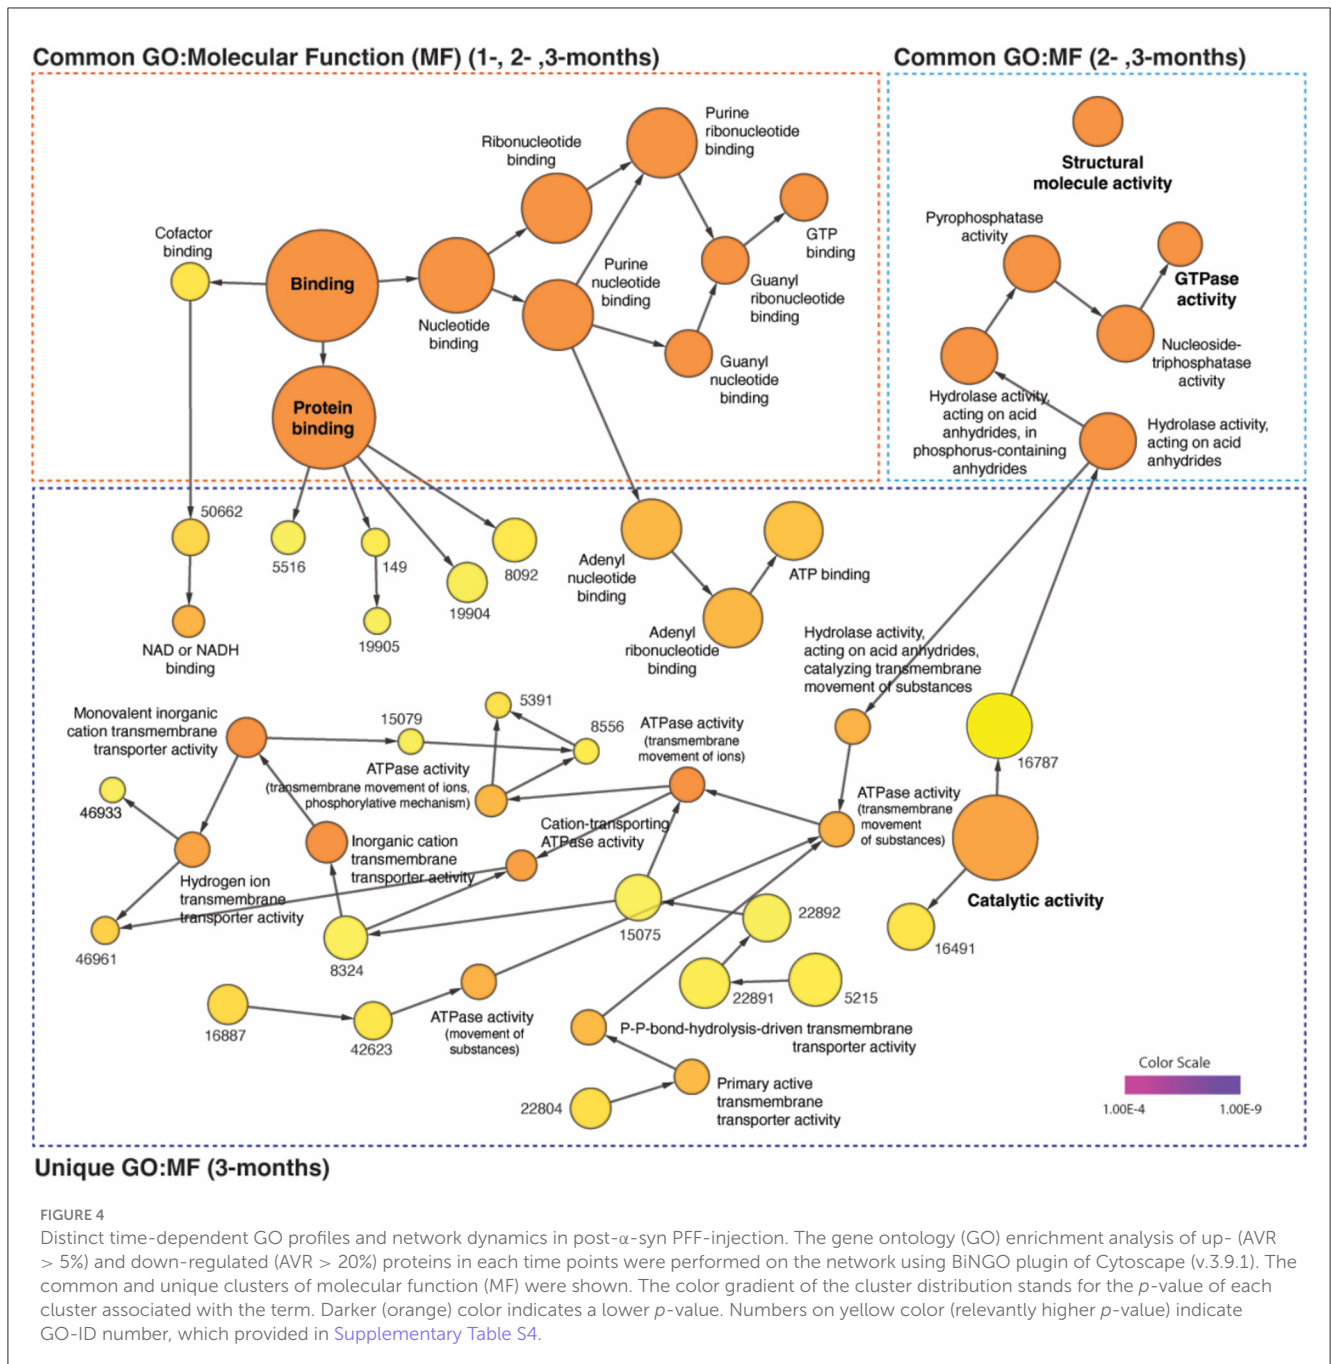 Common GO:Molecular Function (MF) (1-, 2- ,3-months)
Common GO:MF (2- ,3-months)
Purine
ribonucleotide
binding
Ribonucleotide
binding
Structural
molecule activity
Cofactor
binding
Binding
Nucleotide
binding
Purine
nucleotide
binding
GTP
binding
Guanyl
ribonucleotide
binding
Guanyl
nucleotide
binding
Protein
binding
Pyrophosphatase
activity
GTPase
activity
Nucleoside-
triphosphatase
activity
Hydrolase activity,
acting on acid
anhydrides, in
phosphorus-containing
anhydrides
Hydrolase activity,
acting on acid
anhydrides
50662
5516
149
19904
8092
19905
NAD or NADH
binding
Adenyl
nucleotide
binding
ATP binding
Adenyl
ribonucleotide
binding
Hydrolase activity,
acting on acid anhydrides,
catalyzing transmembrane
movement of substances
Monovalent inorganic
cation transmembrane
transporter activity
15079
5391
8556
ATPase activity
(transmembrane movement of ions,
phosphorylative mechanism)
ATPase activity
(transmembrane
movement of ions)
16787
46933
Inorganic cation
transmembrane
transporter activity
Cation-transporting
ATPase activity
ATPase activity
(transmembrane
movement
of substances)
Hydrogen ion
transmembrane
transporter activity
Catalytic activity
46961
8324
15075
22892
16491
22891
5215
16887
42623
ATPase activity
(movement of
substances)
P-P-bond-hydrolysis-driven transmembrane
transporter activity
22804
Primary active
transmembrane
transporter activity
Color Scale
1.00E-4
1.00E-9
Unique GO:MF (3-months)
FIGURE 4
Distinct time-dependent GO profiles and network dynamics in post-α-syn PFF-injection. The gene ontology (GO) enrichment analysis of up- (AVR
> 5%) and down-regulated (AVR > 20%) proteins in each time points were performed on the network using BiNGO plugin of Cytoscape (v.3.9.1). The
common and unique clusters of molecular function (MF) were shown. The color gradient of the cluster distribution stands for the p-value of each
cluster associated with the term. Darker (orange) color indicates a lower p-value. Numbers on yellow color (relevantly higher p-value) indicate
GO-ID number, which provided in Supplementary Table S4.